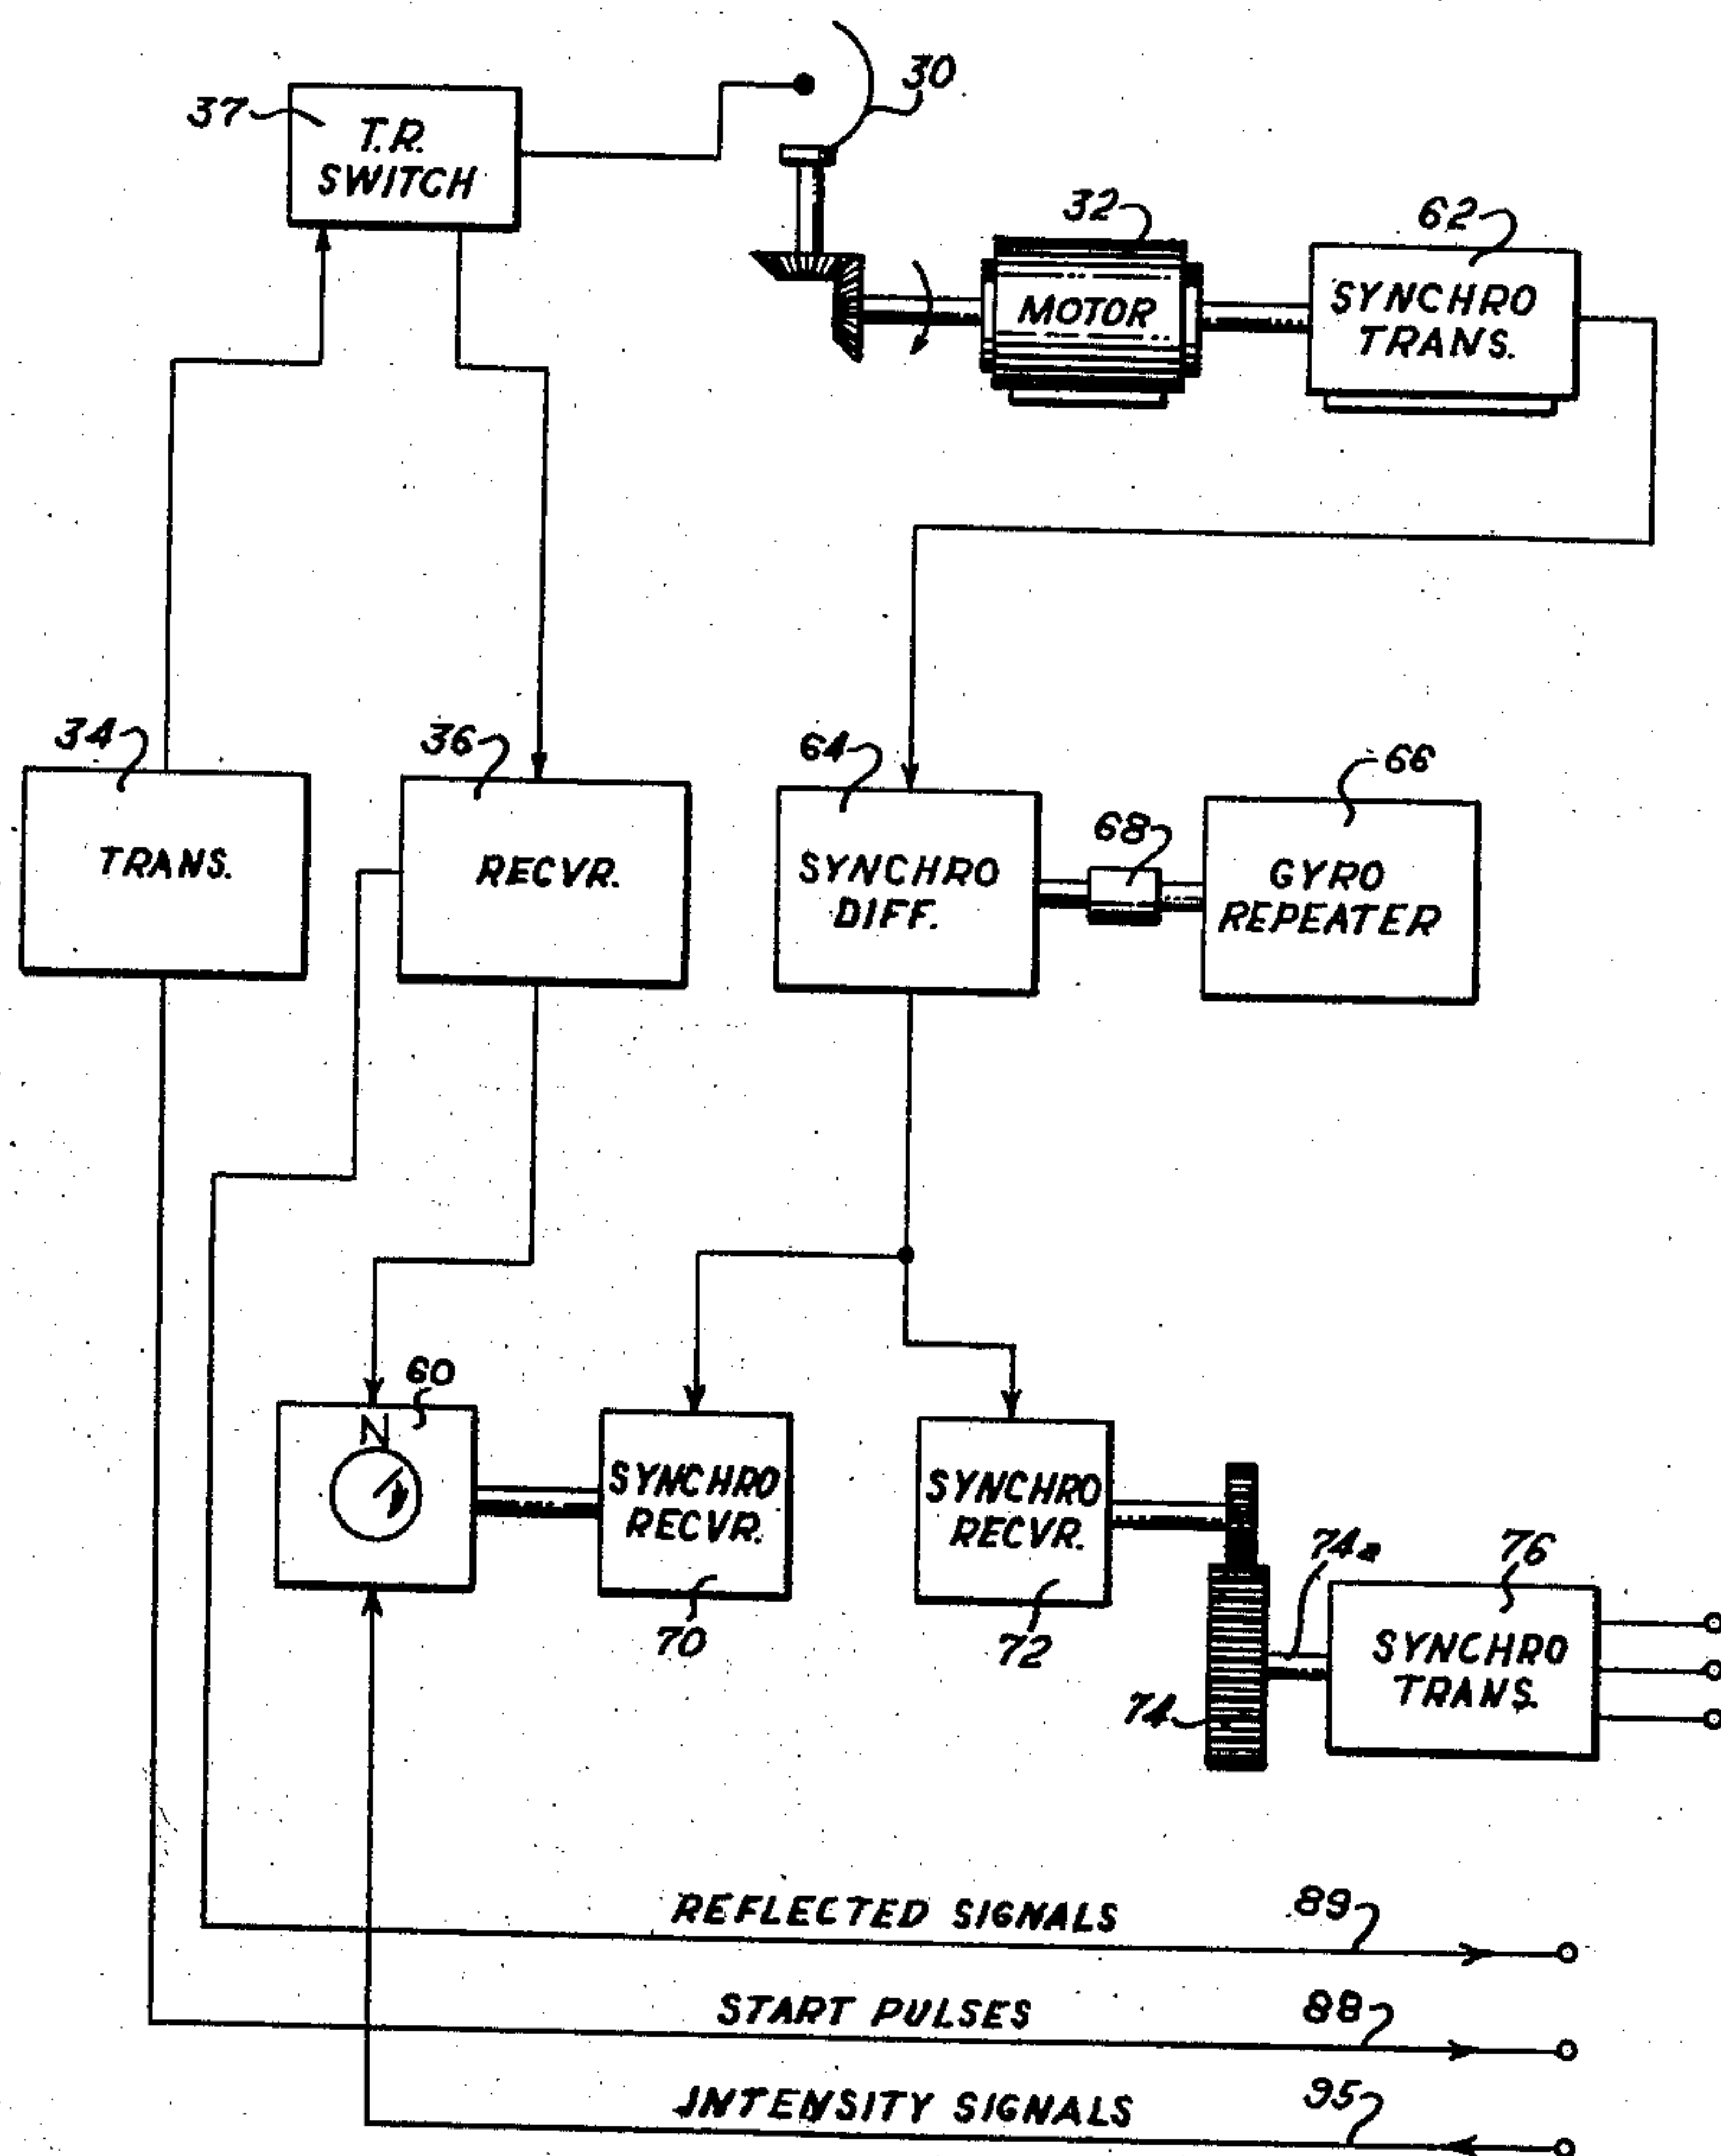 30
37
T.R.
SWITCH
32
62
MOTOR
SYNCHRO
TRANS.
34
36
64
66
68
TRANS.
RECVR.
SYNCHRO
DIFF.
GYRO
REPEATER
60
N
SYNCHRO
RECVR.
70
SYNCHRO
RECVR.
72
74a
76
SYNCHRO
TRANS.
74
REFLECTED SIGNALS
89
START PULSES
88
INTENSITY SIGNALS
95